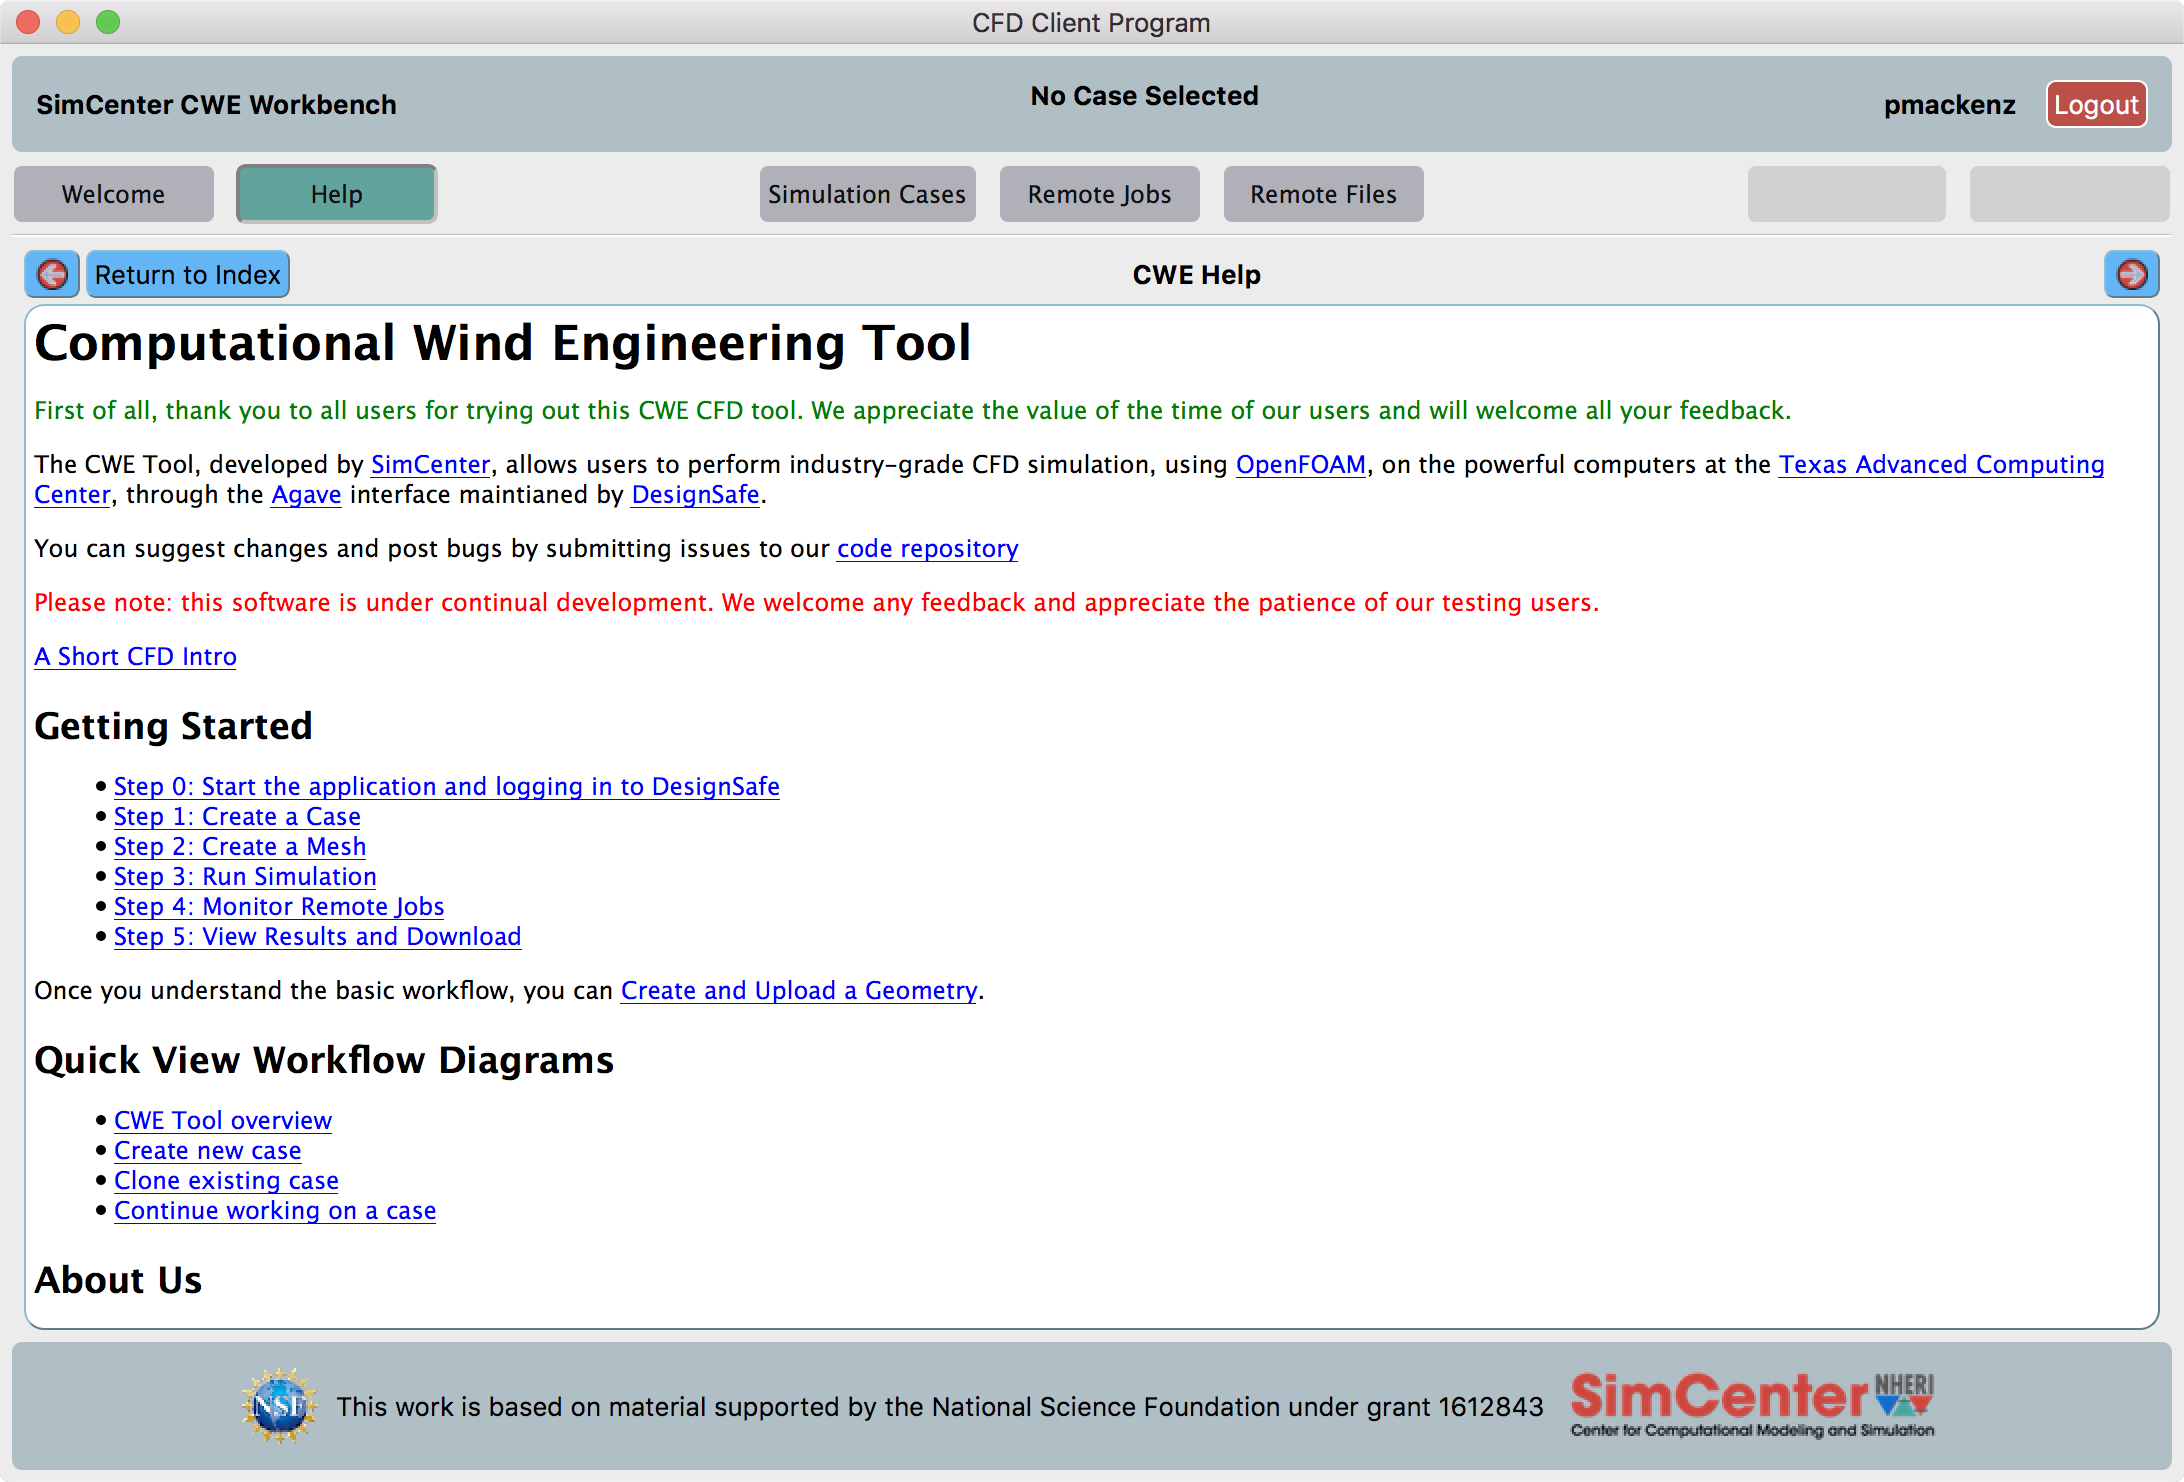 CFD Client Program
SimCenter CWE Workbench
No Case Selected
pmackenz
Logout
Welcome
Help
Simulation Cases
Remote Jobs
Remote Files
Return to Index
CWE Help
Computational Wind Engineering Tool
First of all, thank you to all users for trying out this CWE CFD tool. We appreciate the value of the time of our users and will welcome all your feedback.
The CWE Tool, developed by SimCenter, allows users to perform industry-grade CFD simulation, using OpenFOAM, on the powerful computers at the Texas Advanced Computing
Center, through the Agave interface maintianed by DesignSafe.
You can suggest changes and post bugs by submitting issues to our code repository
Please note: this software is under continual development. We welcome any feedback and appreciate the patience of our testing users.
A Short CFD Intro
Getting Started
• Step 0: Start the application and logging in to DesignSafe
• Step 1: Create a Case
• Step 2: Create a Mesh
• Step 3: Run Simulation
• Step 4: Monitor Remote Jobs
• Step 5: View Results and Download
Once you understand the basic workflow, you can Create and Upload a Geometry.
Quick View Workflow Diagrams
• CWE Tool overview
• Create new case
• Clone existing case
• Continue working on a case
About Us
NSF
This work is based on material supported by the National Science Foundation under grant 1612843
SimCenter NHERI
Center for Computational Modeling and Simulation